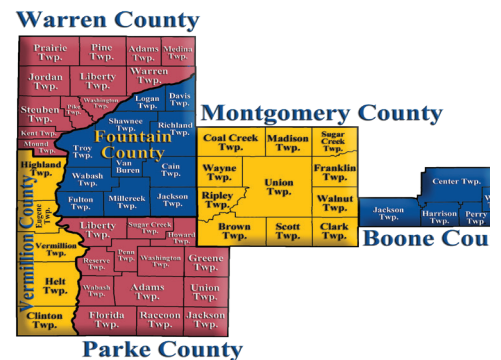 Warren County
Prairie Twp.
Pine Twp.
Adams Twp.
Medina Twp.
Jordan Twp.
Liberty Twp.
Warren Twp.
Washington Twp.
Steuben Twp.
Pike Twp.
Kent Twp.
Mound Twp.
Logan Twp.
Davis Twp.
Shawnee Twp.
Richland Twp.
Fountain County
Troy Twp.
Van Buren
Cain Twp.
Wabash Twp.
Fulton Twp.
Millcreek Twp.
Jackson Twp.
Montgomery County
Coal Creek Twp.
Madison Twp.
Sugar Creek Twp.
Wayne Twp.
Franklin Twp.
Union Twp.
Ripley Twp.
Walnut Twp.
Brown Twp.
Scott Twp.
Clark Twp.
Center Twp.
Jackson Twp.
Harrison Twp.
Perry Twp
W
Boone Cou
Vermillion County
Highland Twp.
Eugene Twp.
Vermillion Twp.
Helt Twp.
Clinton Twp.
Liberty Twp.
Sugar Creek Twp.
Howard Twp.
Penn Twp.
Reserve Twp.
Washington Twp.
Greene Twp.
Wabash Twp.
Adams Twp.
Union Twp.
Florida Twp.
Raccoon Twp.
Jackson Twp.
Parke County